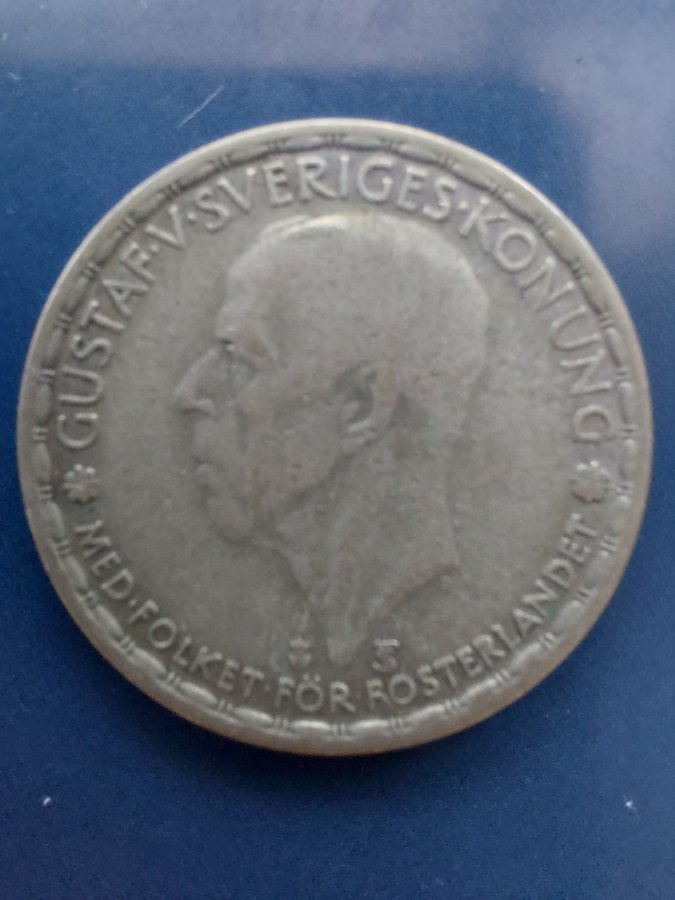 GUSTAF·V·SVERIGES·KONUNG
MED·FOLKET·FÖR·FOSTERLANDET